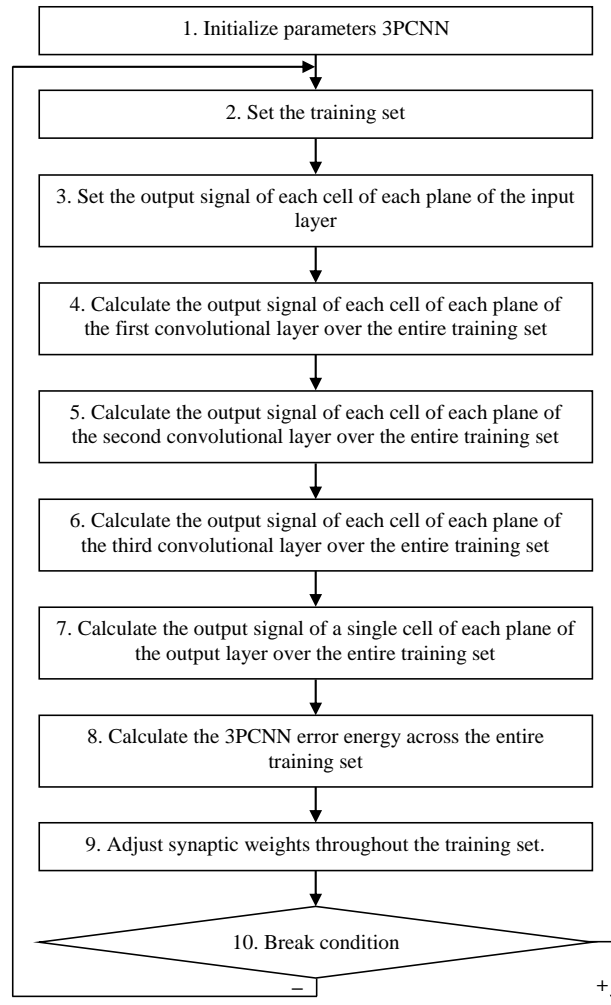 1. Initialize parameters 3PCNN
2. Set the training set
3. Set the output signal of each cell of each plane of the input
layer
4. Calculate the output signal of each cell of each plane of
the first convolutional layer over the entire training set
5. Calculate the output signal of each cell of each plane of
the second convolutional layer over the entire training set
6. Calculate the output signal of each cell of each plane of
the third convolutional layer over the entire training set
7. Calculate the output signal of a single cell of each plane of
the output layer over the entire training set
8. Calculate the 3PCNN error energy across the entire
training set
9. Adjust synaptic weights throughout the training set.
10. Break condition
– +